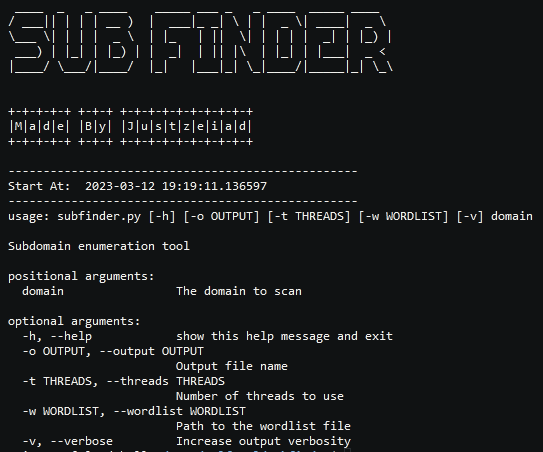 SUB FINDER
|M|a|d|e| |B|y| |J|u|s|t|z|e|i|a|d|
-------------------------------------------------
Start At:  2023-03-12 19:19:11.136597
-------------------------------------------------
usage: subfinder.py [-h] [-o OUTPUT] [-t THREADS] [-w WORDLIST] [-v] domain
Subdomain enumeration tool
positional arguments:
domain                The domain to scan
optional arguments:
-h, --help            show this help message and exit
-o OUTPUT, --output OUTPUT
Output file name
-t THREADS, --threads THREADS
Number of threads to use
-w WORDLIST, --wordlist WORDLIST
Path to the wordlist file
-v, --verbose         Increase output verbosity